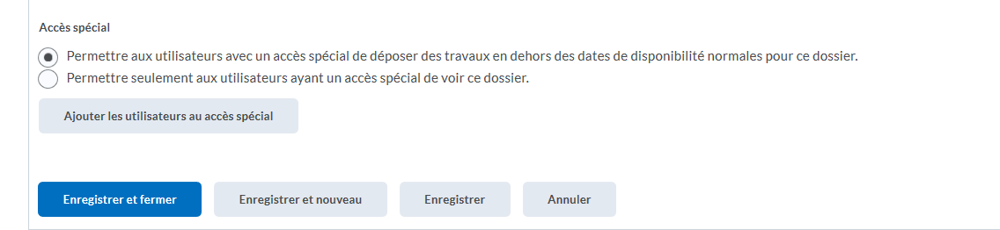 Accès spécial
Permettre aux utilisateurs avec un accès spécial de déposer des travaux en dehors des dates de disponibilité normales pour ce dossier.
Permettre seulement aux utilisateurs ayant un accès spécial de voir ce dossier.
Ajouter les utilisateurs au accès spécial
Enregistrer et fermer Enregistrer et nouveau Enregistrer Annuler